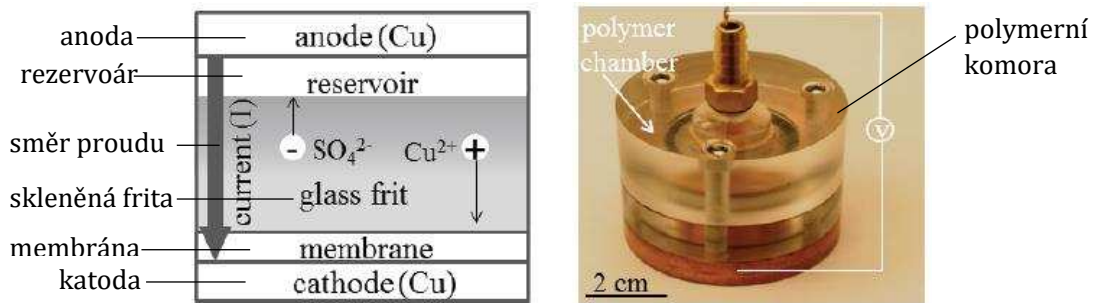 anoda
rezervoár
směr proudu
skleněná frita
membrána
katoda
anode (Cu)
reservoir
current (I)
- SO₄²⁻ Cu²⁺ +
glass frit
membrane
cathode (Cu)
polymer
chamber
V
2 cm
polymerní
komora